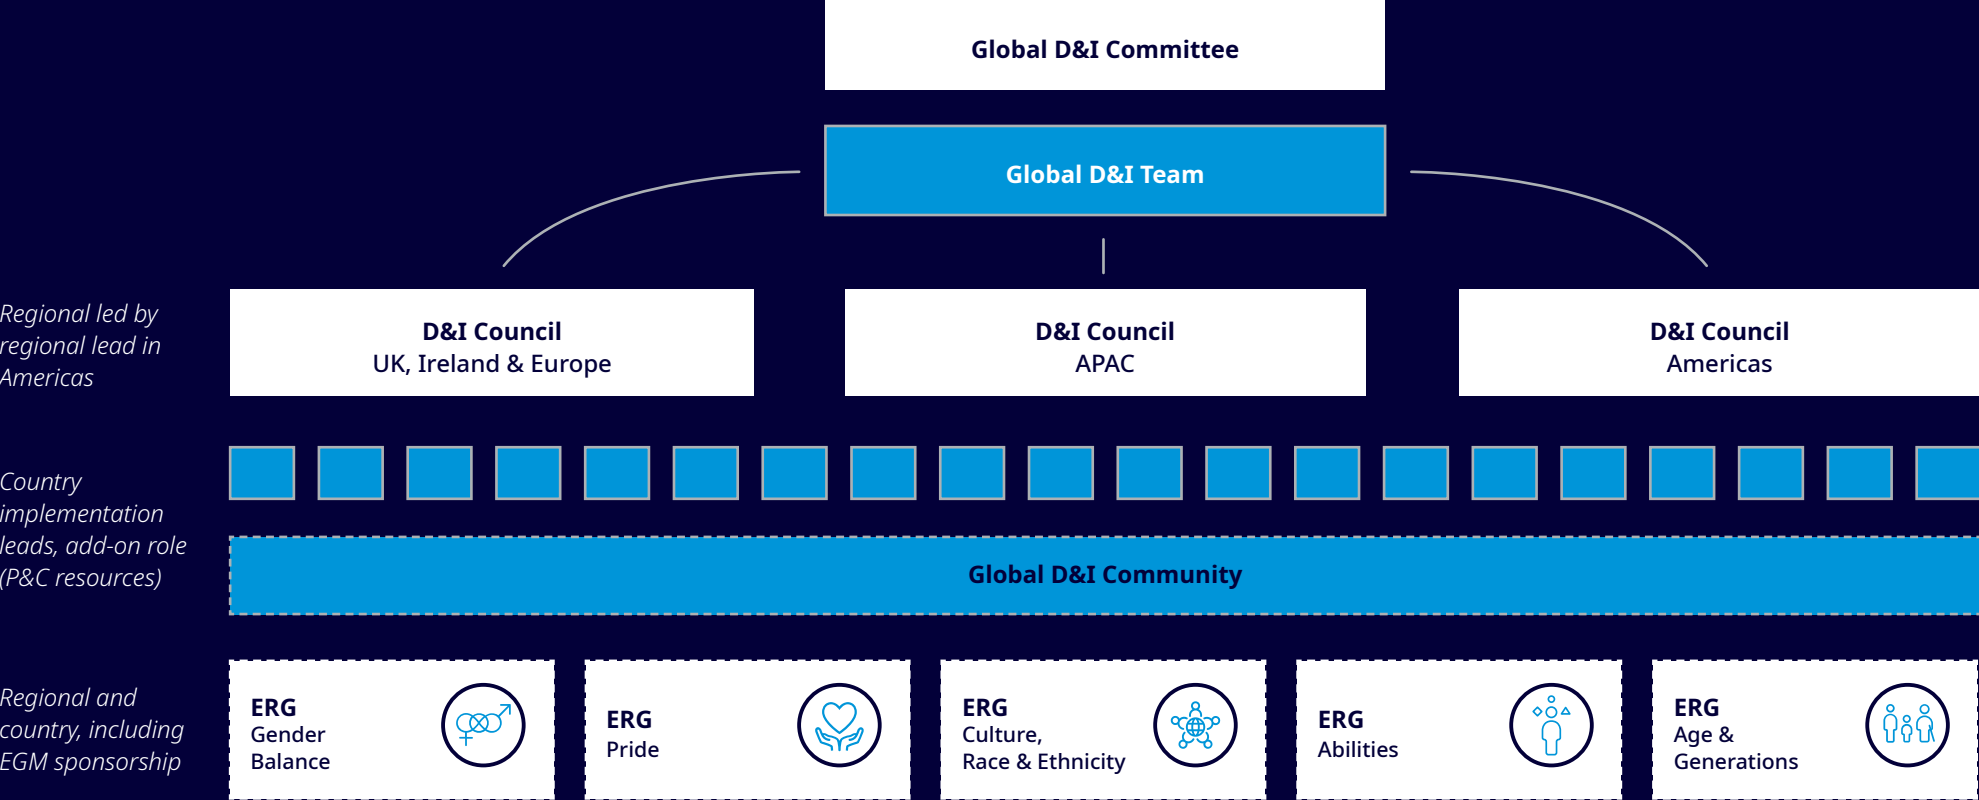 Global D&I Committee
Global D&I Team
Regional led by
regional lead in
Americas
D&I Council
UK, Ireland & Europe
D&I Council
APAC
D&I Council
Americas
Country
implementation
leads, add-on role
(P&C resources)
Global D&I Community
Regional and
country, including
EGM sponsorship
ERG
Gender
Balance
ERG
Pride
ERG
Culture,
Race & Ethnicity
ERG
Abilities
ERG
Age &
Generations